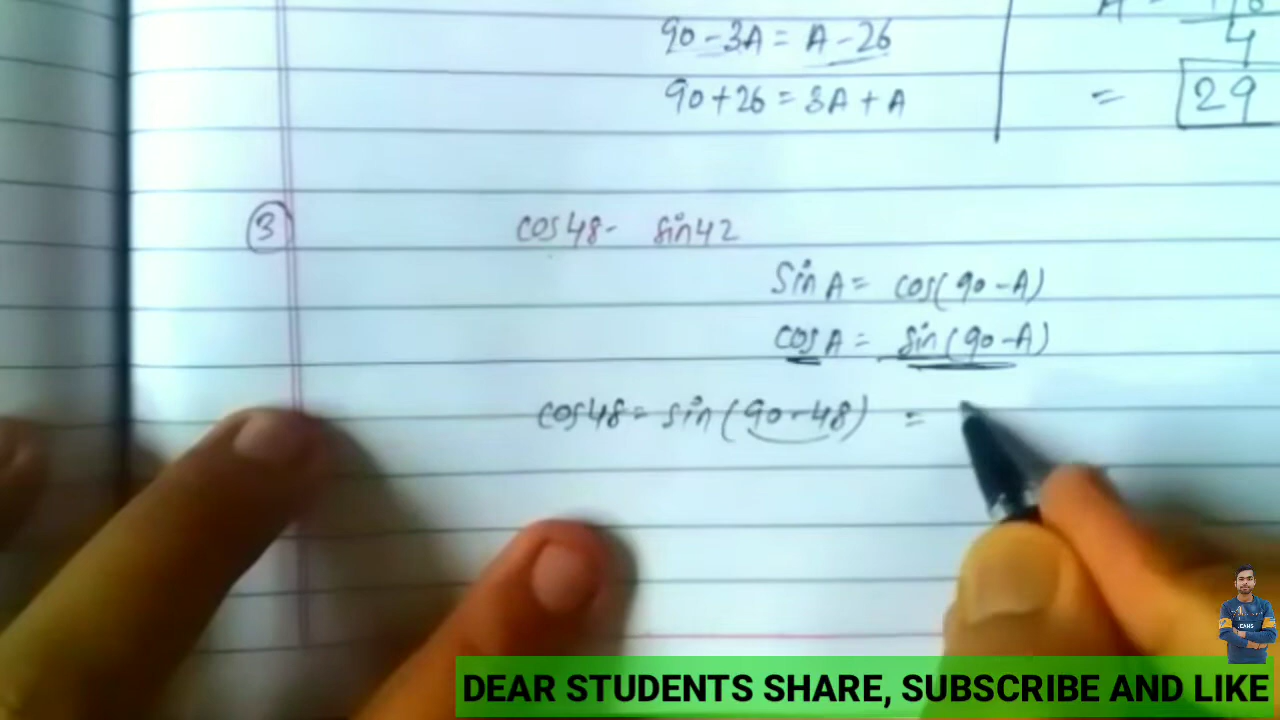 90 - 3A = A - 26
90 + 26 = 3A + A
A =
4
= 29
3 cos 48 - sin 42
Sin A = cos(90 - A)
cos A = sin(90 - A)
cos 48 = sin(90 - 48) =
DEAR STUDENTS SHARE, SUBSCRIBE AND LIKE